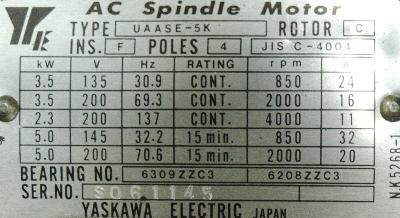 AC Spindle Motor
TYPE UAASE-5K ROTOR C
INS. F POLES 4 JIS C-4004
kW V Hz RATING rpm A
3.5 135 30.9 CONT. 850 24
3.5 200 69.3 CONT. 2000 16
2.3 200 137 CONT. 4000 11
5.0 145 32.2 15 min. 850 32
5.0 200 70.6 15 min. 2000 20
BEARING NO. 6309ZZC3 6208ZZC3
SER.NO. S061145
YASKAWA ELECTRIC JAPAN
NK5268-1